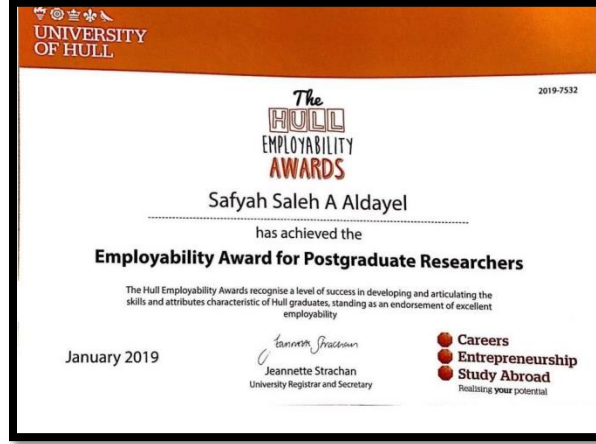 UNIVERSITY
OF HULL
2019-7532
The
HULL
EMPLOYABILITY
AWARDS
Safyah Saleh A Aldayel
has achieved the
Employability Award for Postgraduate Researchers
The Hull Employability Awards recognise a level of success in developing and articulating the
skills and attributes characteristic of Hull graduates, standing as an endorsement of excellent
employability
Jeannette Strachan
January 2019
Jeannette Strachan
University Registrar and Secretary
Careers
Entrepreneurship
Study Abroad
Realising your potential